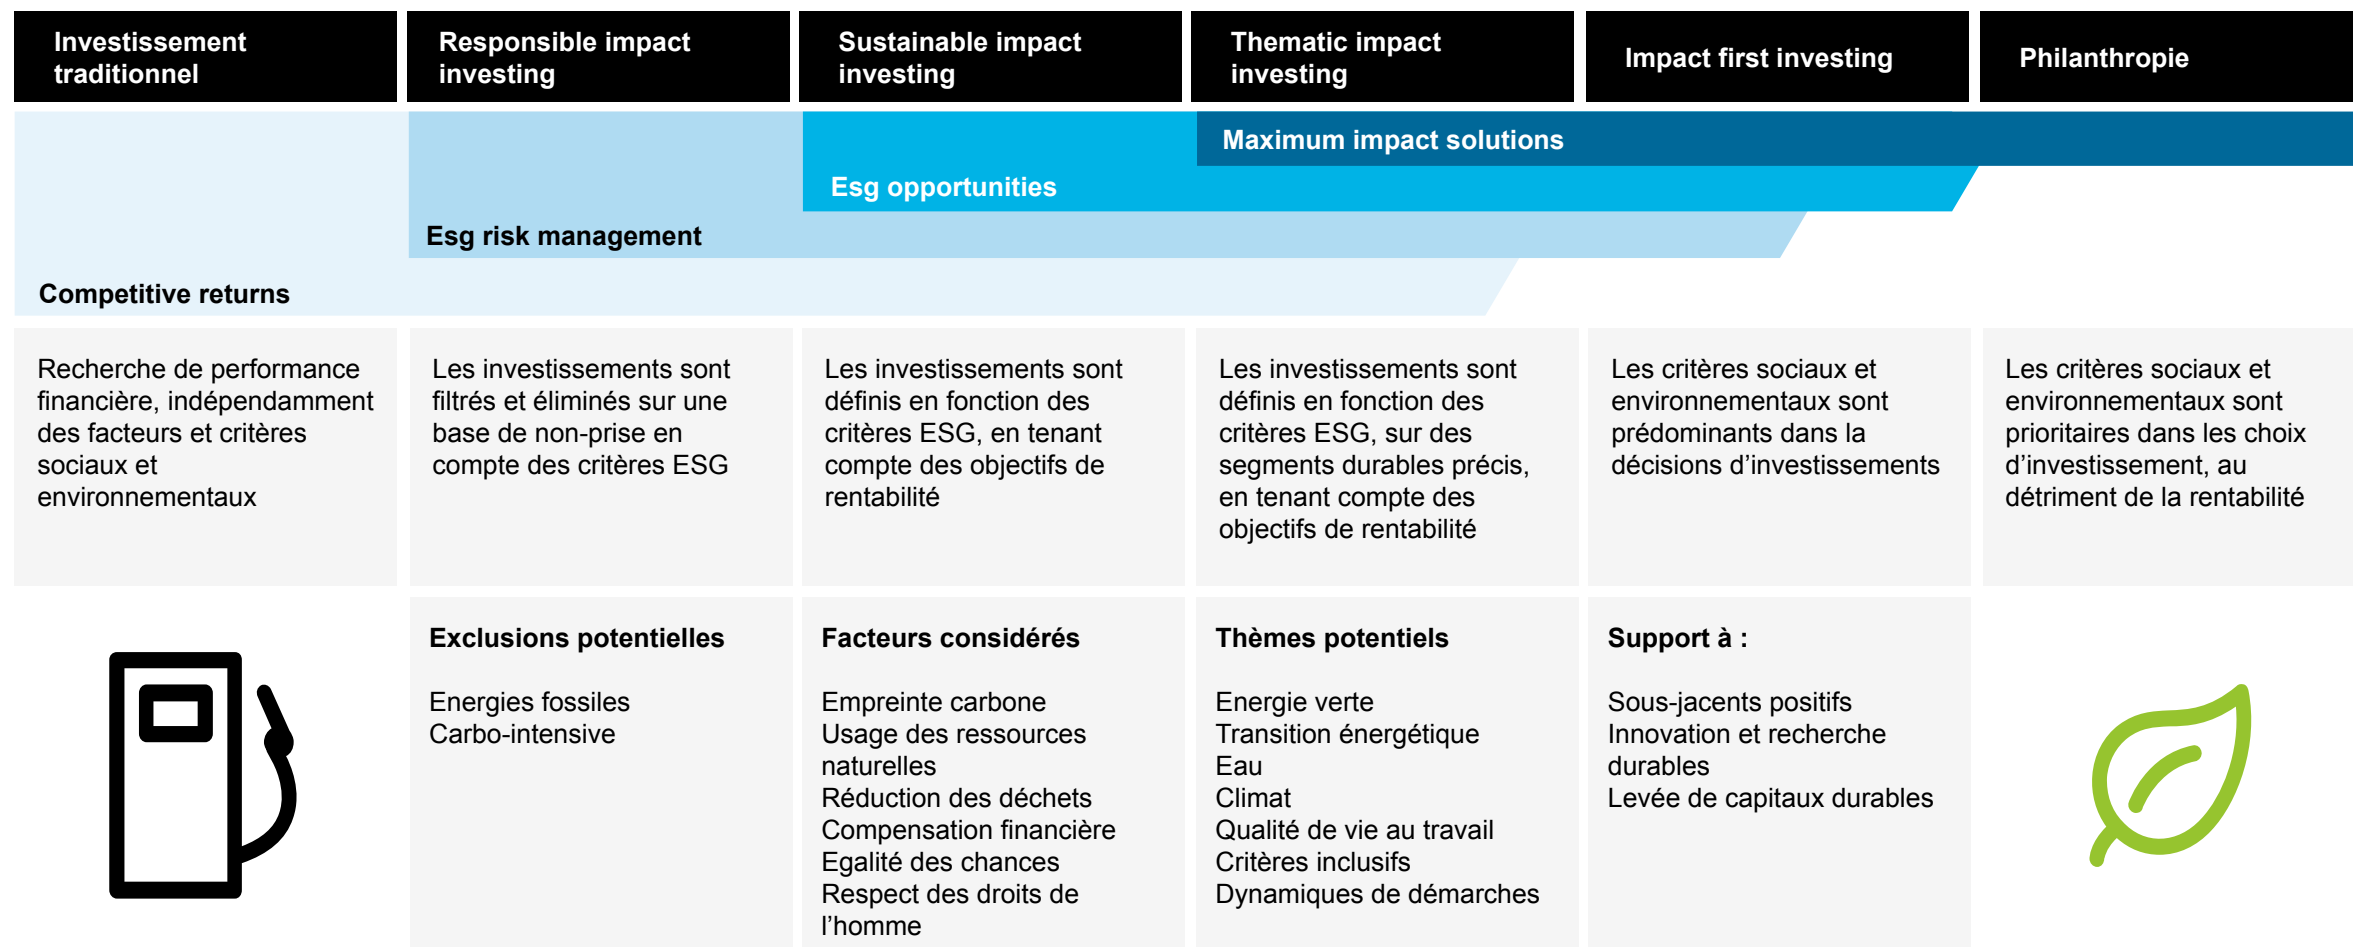 Investissement
traditionnel
Responsible impact
investing
Sustainable impact
investing
Thematic impact
investing
Impact first investing
Philanthropie
Maximum impact solutions
Esg opportunities
Esg risk management
Competitive returns
Recherche de performance
financière, indépendamment
des facteurs et critères
sociaux et
environnementaux
Les investissements sont
filtrés et éliminés sur une
base de non-prise en
compte des critères ESG
Les investissements sont
définis en fonction des
critères ESG, en tenant
compte des objectifs de
rentabilité
Les investissements sont
définis en fonction des
critères ESG, sur des
segments durables précis,
en tenant compte des
objectifs de rentabilité
Les critères sociaux et
environnementaux sont
prédominants dans la
décisions d’investissements
Les critères sociaux et
environnementaux sont
prioritaires dans les choix
d’investissement, au
détriment de la rentabilité
Exclusions potentielles
Energies fossiles
Carbo-intensive
Facteurs considérés
Empreinte carbone
Usage des ressources
naturelles
Réduction des déchets
Compensation financière
Egalité des chances
Respect des droits de
l’homme
Thèmes potentiels
Energie verte
Transition énergétique
Eau
Climat
Qualité de vie au travail
Critères inclusifs
Dynamiques de démarches
Support à :
Sous-jacents positifs
Innovation et recherche
durables
Levée de capitaux durables